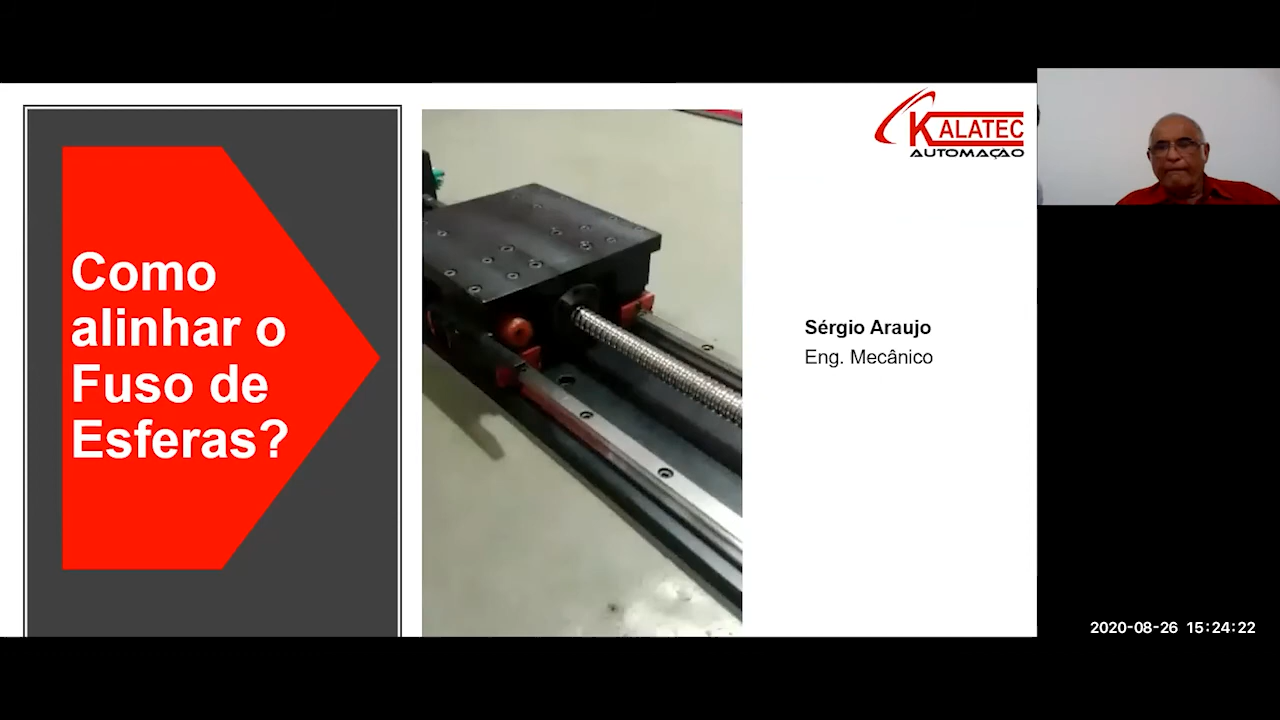 Como
alinhar o
Fuso de
Esferas?
KALATEC
AUTOMAÇÃO
Sérgio Araujo
Eng. Mecânico
2020-08-26 15:24:22